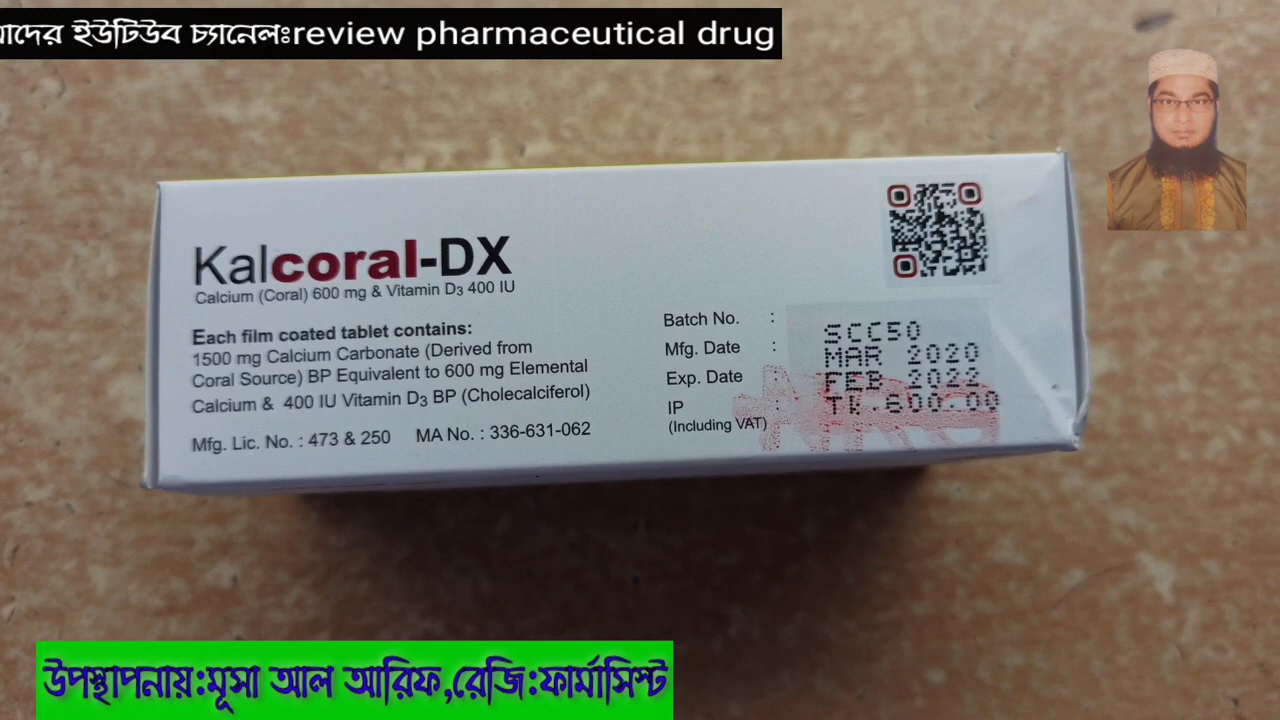 ইউটিউব চ্যানেলঃreview pharmaceutical drug
Kalcoral-DX
Calcium (Coral) 600 mg & Vitamin D3 400 IU
Each film coated tablet contains:
1500 mg Calcium Carbonate (Derived from
Coral Source) BP Equivalent to 600 mg Elemental
Calcium & 400 IU Vitamin D3 BP (Cholecalciferol)
Mfg. Lic. No. : 473 & 250 MA No. : 336-631-062
Batch No. : SCC50
Mfg. Date : MAR 2020
Exp. Date : FEB 2022
IP : TK.600.00
(Including VAT)
উপস্থাপনায়:মূসা আল আরিফ,রেজি:ফার্মাসিস্ট